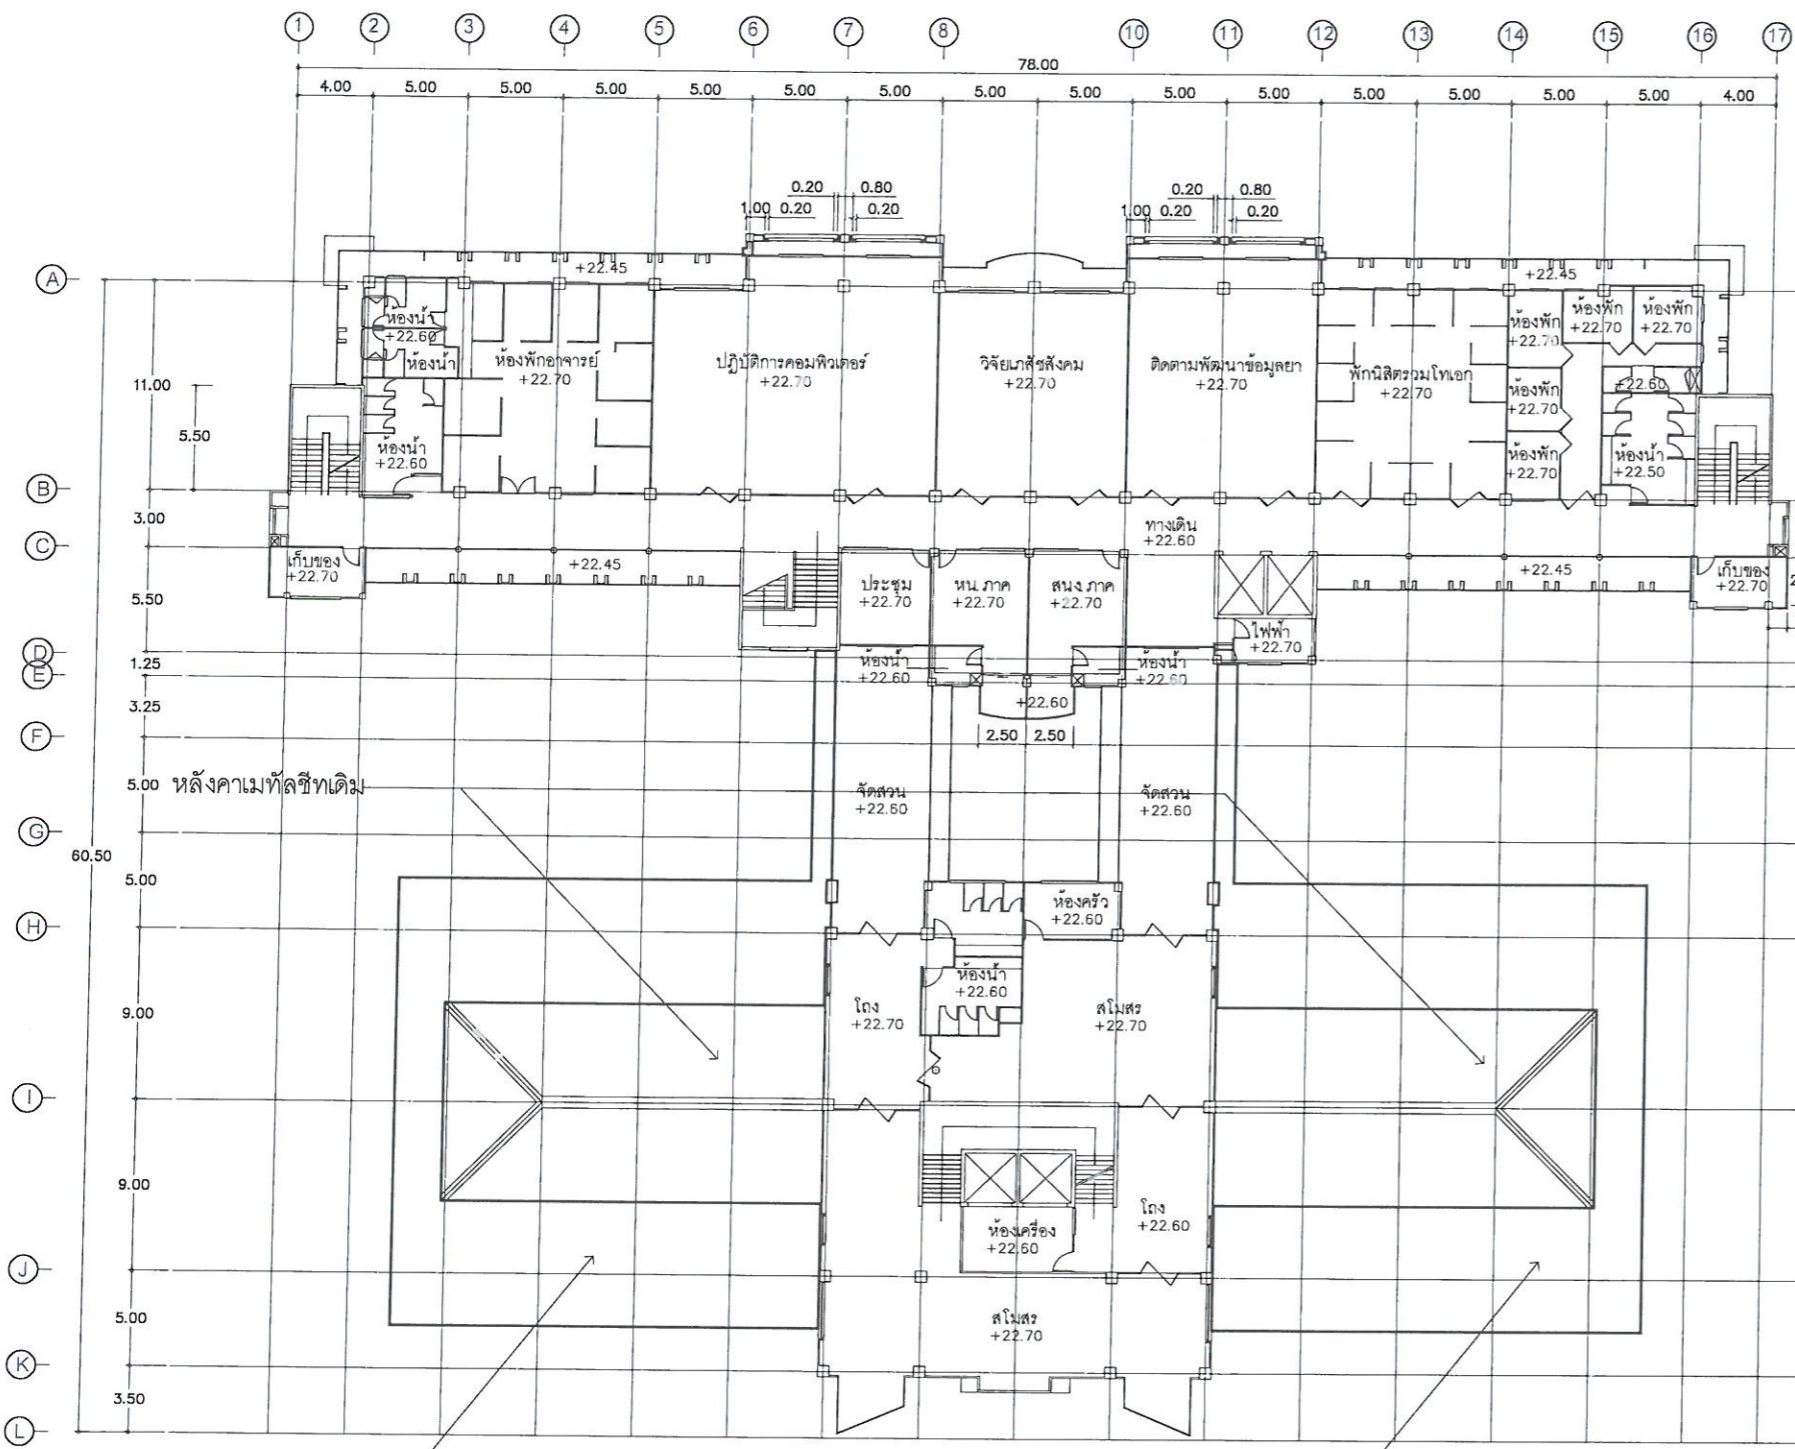 1 2 3 4 5 6 7 8 10 11 12 13 14 15 16 17
78.00
4.00 5.00 5.00 5.00 5.00 5.00 5.00 5.00 5.00 5.00 5.00 5.00 5.00 5.00 5.00 4.00
0.20 0.80 0.20 0.80
1.00 0.20 0.20 1.00 0.20 0.20
A
+22.45 +22.45
ห้องน้ำ
+22.60
ห้องน้ำ
ห้องพักอาจารย์
+22.70
ปฏิบัติการคอมพิวเตอร์
+22.70
วิจัยเภสัชสังคม
+22.70
ติดตามพัฒนาข้อมูลยา
+22.70
พักนิสิตรวมโทเอก
+22.70
ห้องพัก
+22.70
ห้องพัก
+22.70
ห้องพัก
+22.70
+22.60
ห้องพัก
+22.70
ห้องพัก
+22.70
ห้องน้ำ
+22.50
11.00
5.50
ห้องน้ำ
+22.60
B
3.00
ทางเดิน
+22.60
C
เก็บของ
+22.70
+22.45
ประชุม
+22.70
หน.ภาค
+22.70
สนง.ภาค
+22.70
+22.45
เก็บของ
+22.70
2
5.50
ไฟฟ้า
+22.70
D
1.25
ห้องน้ำ
+22.60
ห้องน้ำ
+22.60
E
+22.60
3.25
2.50 2.50
F
5.00
หลังคาเมทัลชีทเดิม
จัดสวน
+22.60
จัดสวน
+22.60
G
60.50
5.00
ห้องครัว
+22.60
H
ห้องน้ำ
+22.60
9.00
โถง
+22.70
สโมสร
+22.70
I
9.00
โถง
+22.60
ห้องเครื่อง
+22.60
J
5.00
สโมสร
+22.70
K
3.50
L